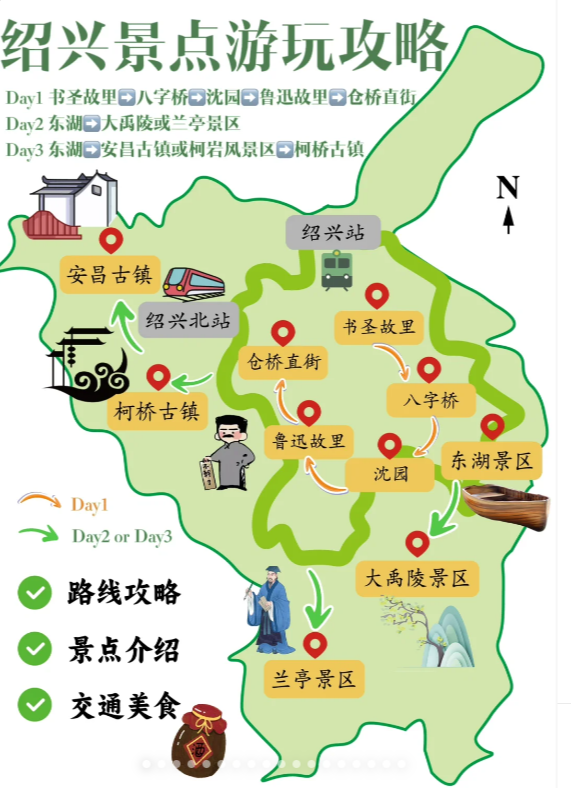 绍兴景点游玩攻略
Day1 书圣故里➡️八字桥➡️沈园➡️鲁迅故里➡️仓桥直街
Day2 东湖➡️大禹陵或兰亭景区
Day3 东湖➡️安昌古镇或柯岩风景区➡️柯桥古镇
N
绍兴站
安昌古镇
绍兴北站
书圣故里
仓桥直街
八字桥
柯桥古镇
鲁迅故里
沈园
东湖景区
Day1
Day2 or Day3
大禹陵景区
路线攻略
景点介绍
兰亭景区
交通美食
酒